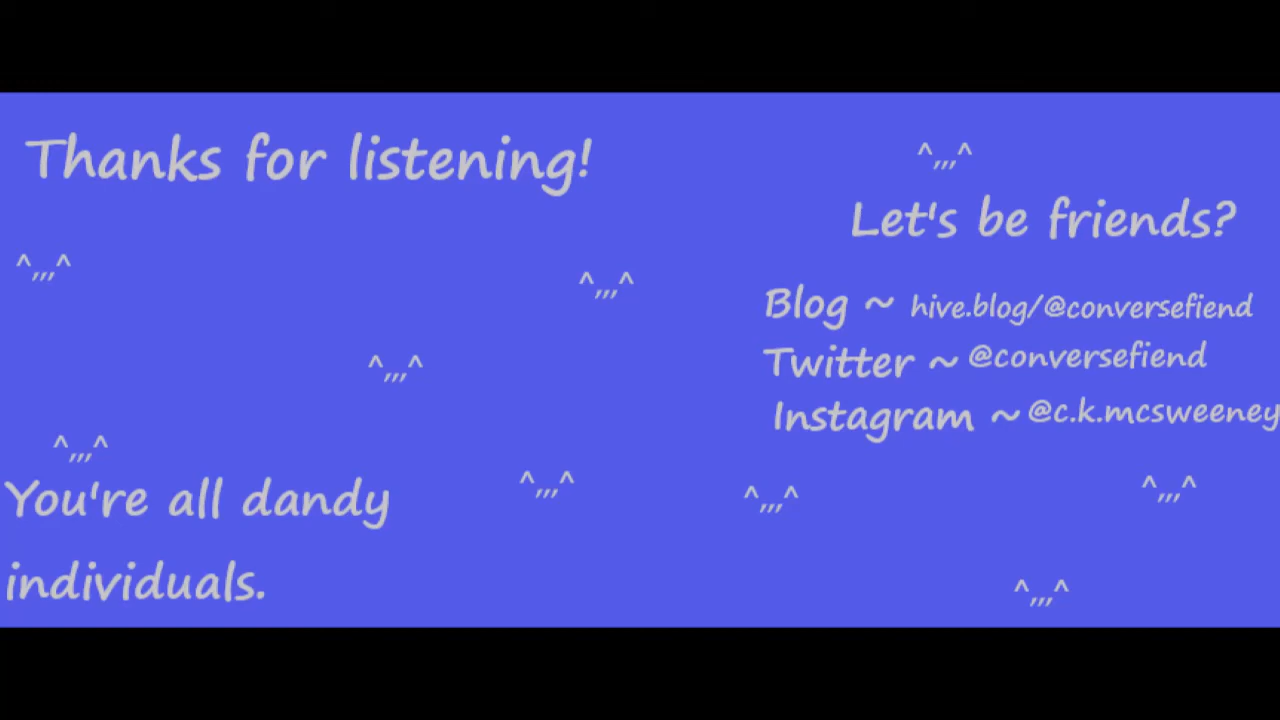 Thanks for listening!
^,,,^
Let's be friends?
^,,,^
^,,,^
Blog ~ hive.blog/@conversefiend
Twitter ~ @conversefiend
^,,,^
Instagram ~ @c.k.mcsweeney
^,,,^
You're all dandy
^,,,^
^,,,^
^,,,^
individuals.
^,,,^